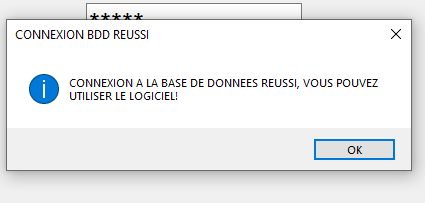 *****
CONNEXION BDD REUSSI
CONNEXION A LA BASE DE DONNEES REUSSI, VOUS POUVEZ
UTILISER LE LOGICIEL!
OK